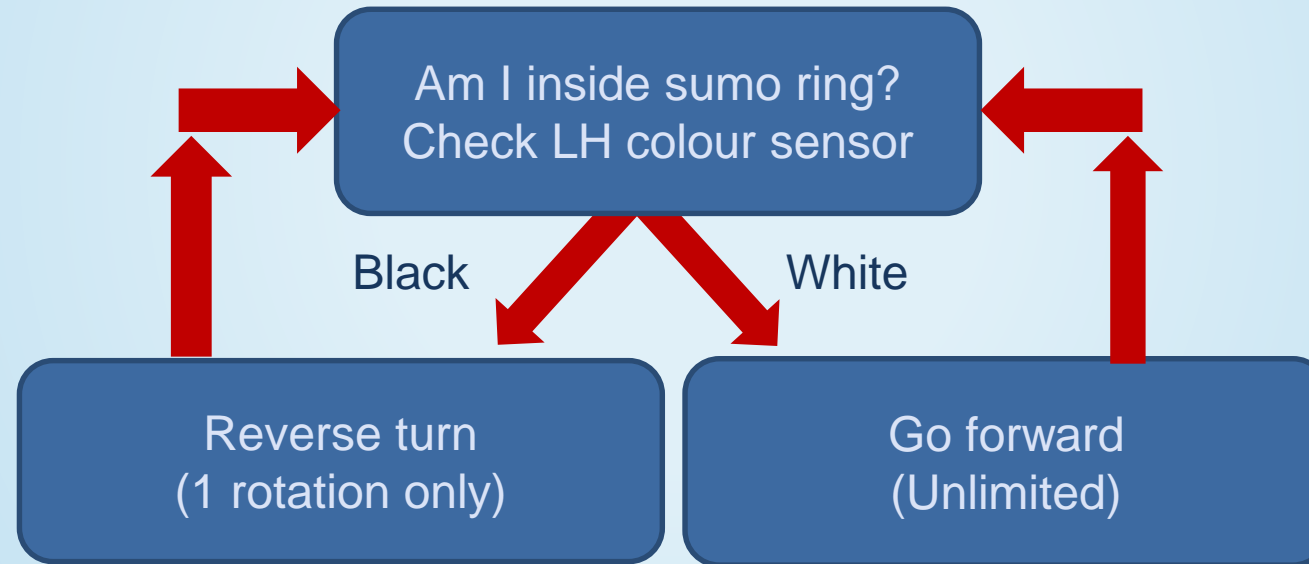 Am I inside sumo ring?
Check LH colour sensor
Black
White
Reverse turn
(1 rotation only)
Go forward
(Unlimited)